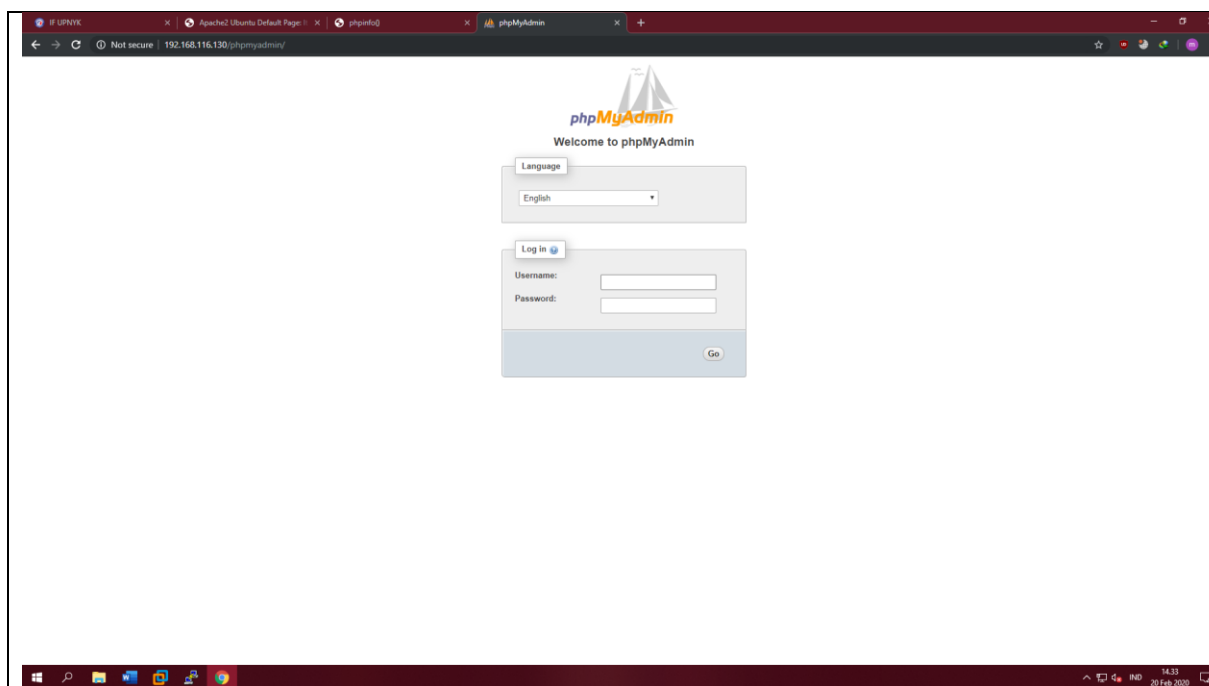 IF UPNYK
Apache2 Ubuntu Default Page: It
phpinfo()
phpMyAdmin
Not secure | 192.168.116.130/phpmyadmin/
phpMyAdmin
Welcome to phpMyAdmin
Language
English
Log in
Username:
Password:
Go
IND
14.33
20 Feb 2020